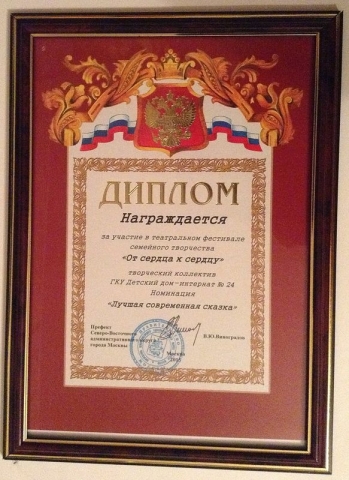 ДИПЛОМ
Награждается
за участие в театральном фестивале
семейного творчества
«От сердца к сердцу»
творческий коллектив
ГКУ Детский дом-интернат № 24
Номинация
«Лучшая современная сказка»
Префект
Северо-Восточного
административного округа
города Москвы
В.Ю.Виноградов
Москва